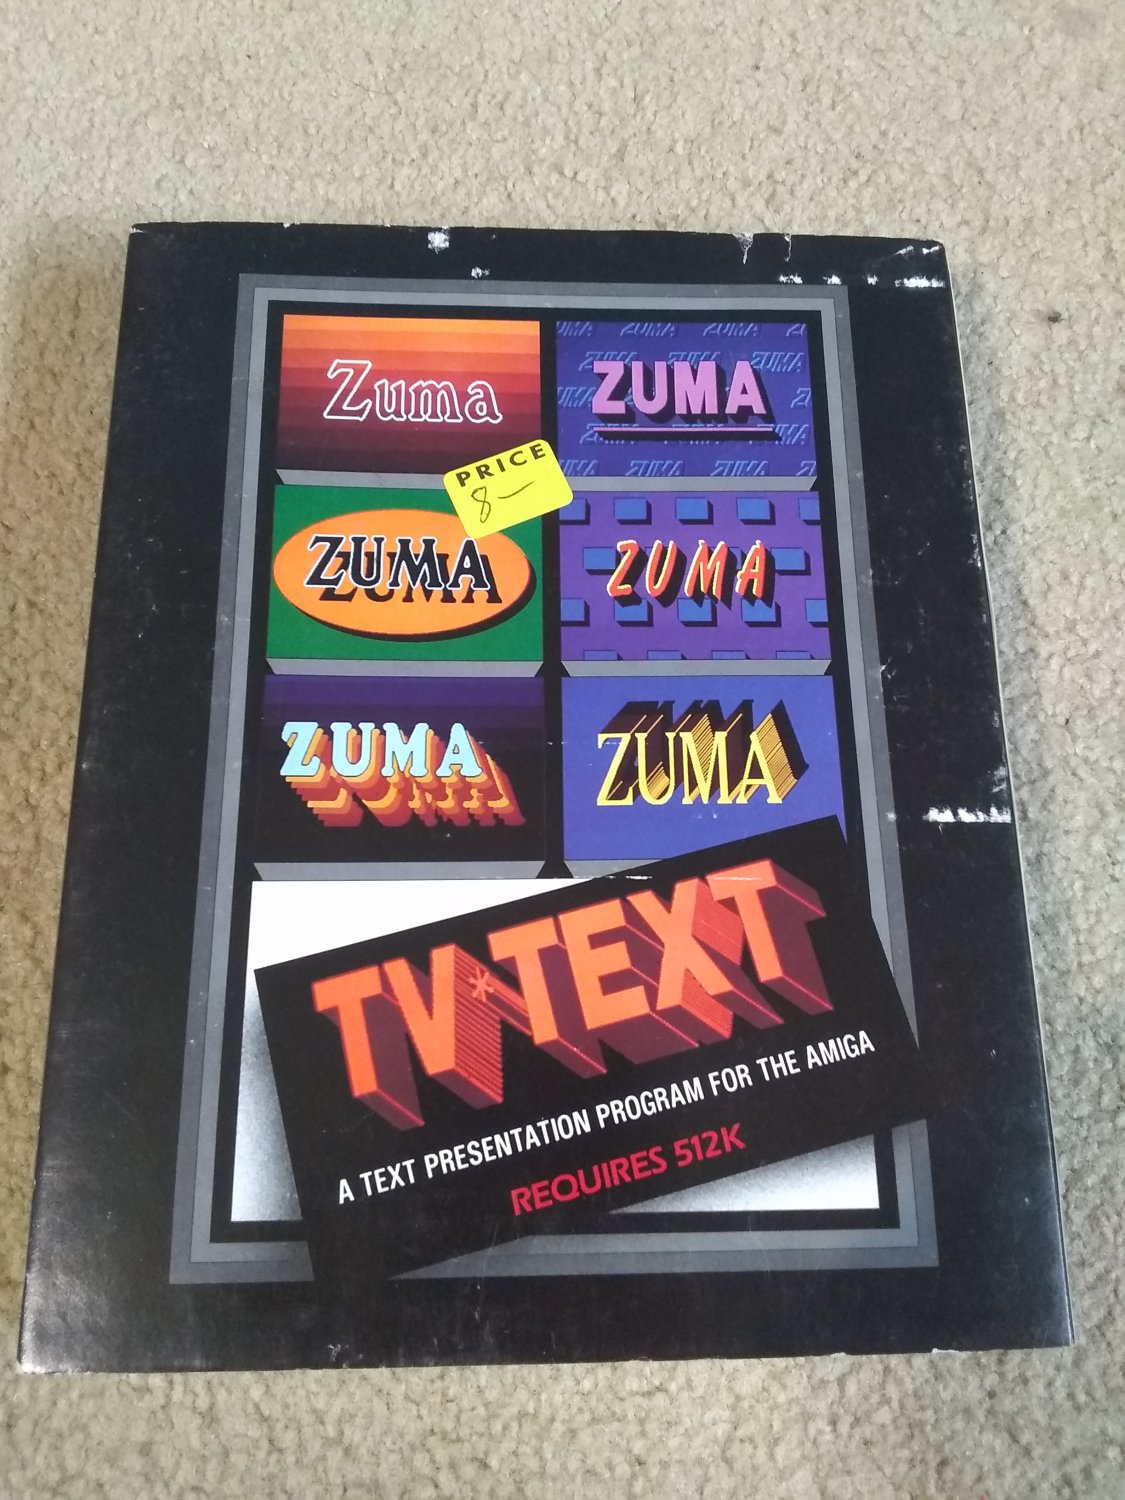 Zuma
ZUMA
PRICE
8—
ZUMA
ZUMA
ZUMA
ZUMA
TV*TEXT
A TEXT PRESENTATION PROGRAM FOR THE AMIGA
REQUIRES 512K